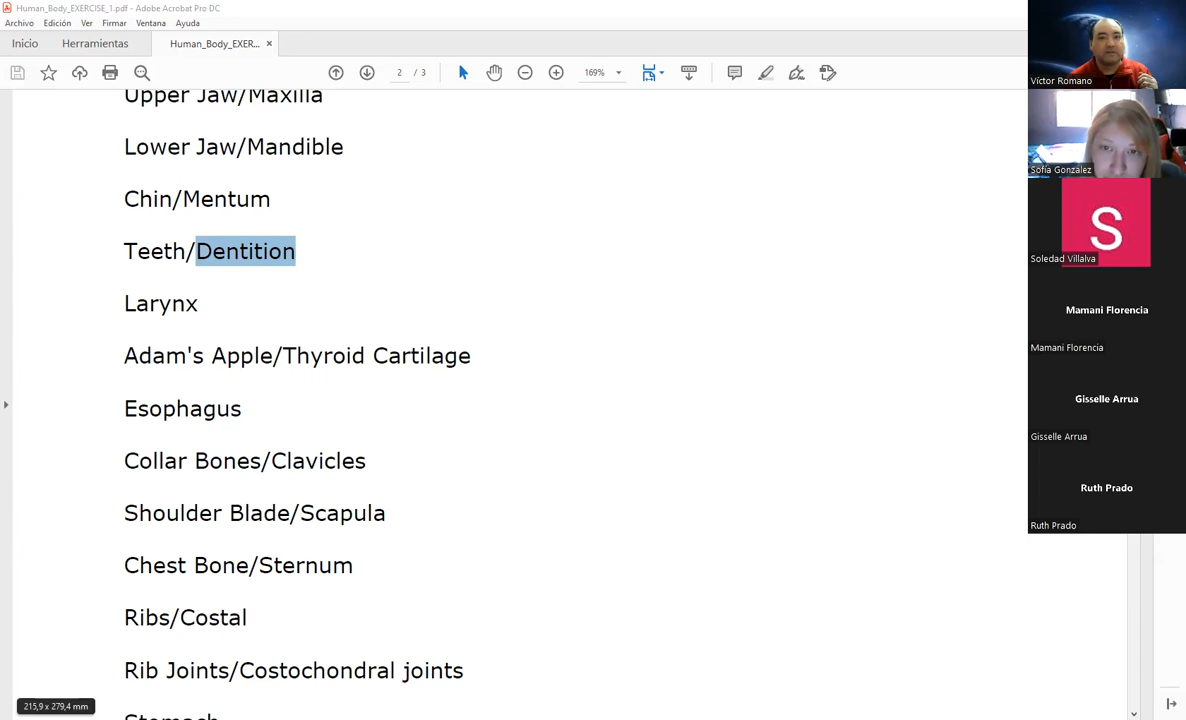 Human_Body_EXERCISE_1.pdf - Adobe Acrobat Pro DC
Archivo Edición Ver Firmar Ventana Ayuda
Inicio Herramientas Human_Body_EXER... ×
2 / 3 169%
Upper Jaw/Maxilla
Lower Jaw/Mandible
Chin/Mentum
Teeth/Dentition
Larynx
Adam's Apple/Thyroid Cartilage
Esophagus
Collar Bones/Clavicles
Shoulder Blade/Scapula
Chest Bone/Sternum
Ribs/Costal
Rib Joints/Costochondral joints
Stomach
215,9 x 279,4 mm
Víctor Romano
Sofía González
S
Soledad Villalva
Mamani Florencia
Mamani Florencia
Gisselle Arrua
Gisselle Arrua
Ruth Prado
Ruth Prado